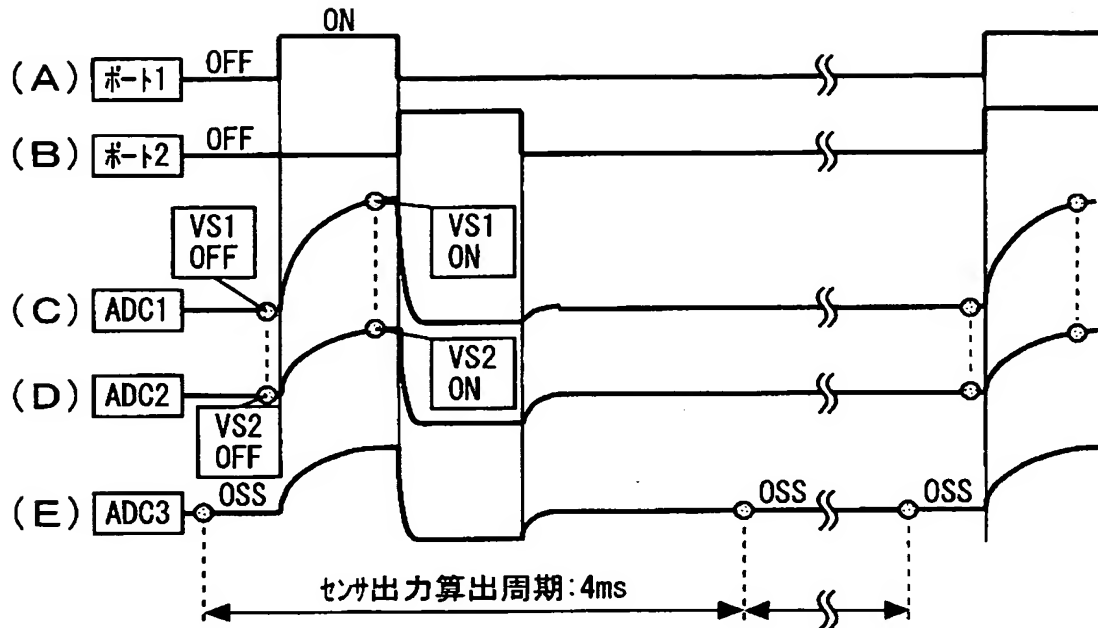 ON
(A) ポート1 OFF
(B) ポート2 OFF
VS1
OFF
VS1
ON
(C) ADC1
VS2
ON
(D) ADC2
VS2
OFF
(E) ADC3 OSS OSS OSS
センサ出力算出周期:4ms